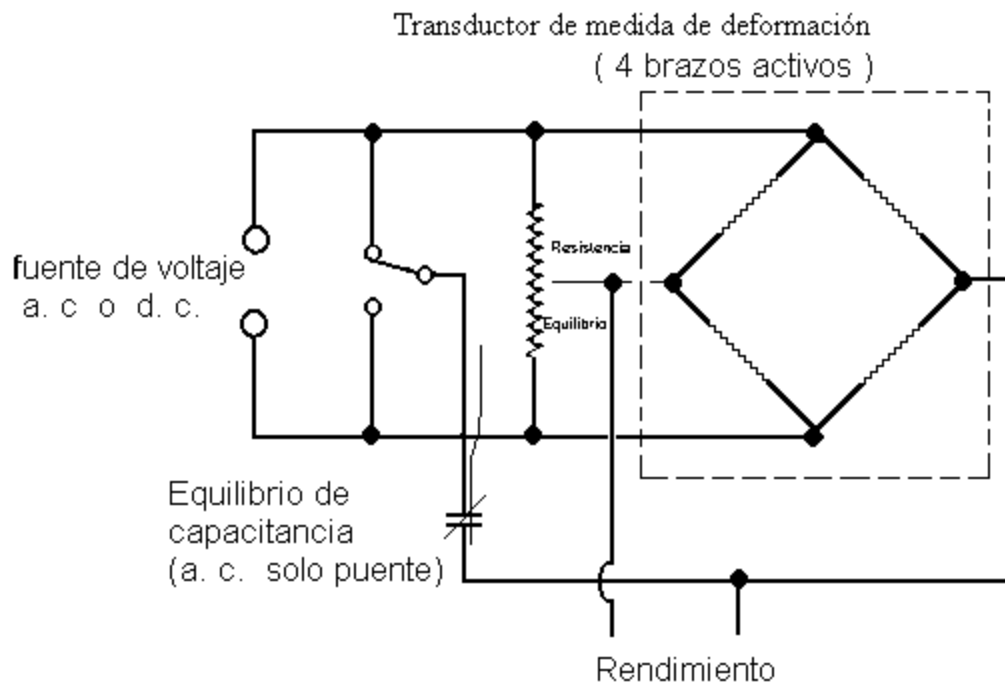 Transductor de medida de deformación
( 4 brazos activos )
fuente de voltaje
a. c o d. c.
Resistencia
Equilibrio
Equilibrio de
capacitancia
(a. c. solo puente)
Rendimiento